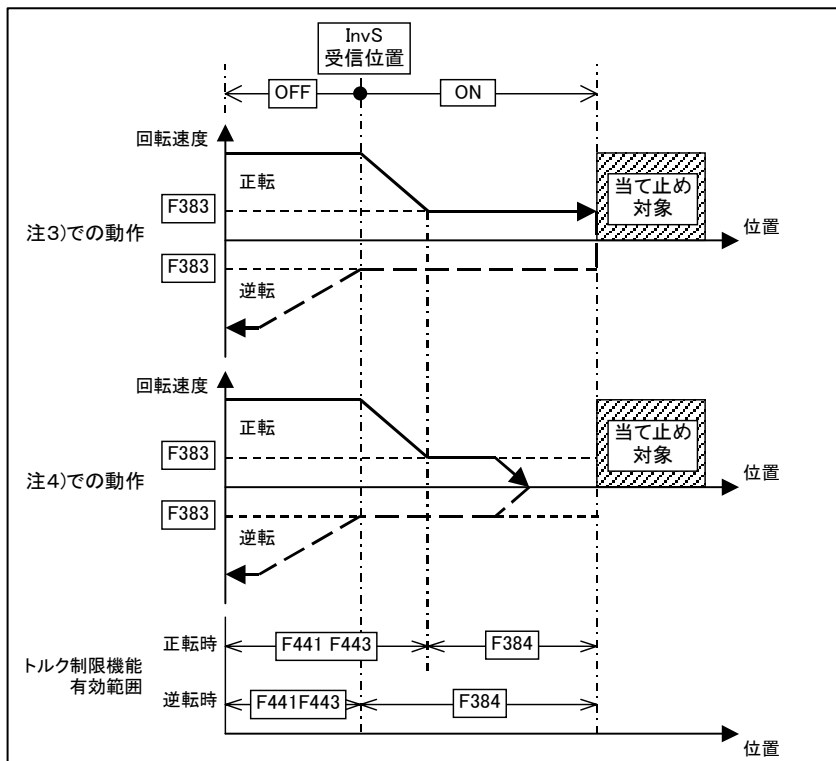 InvS
受信位置
OFF
ON
回転速度
正転
F383
注3)での動作
F383
逆転
当て止め
対象
位置
回転速度
正転
F383
注4)での動作
F383
逆転
当て止め
対象
位置
トルク制限機能
有効範囲
正転時
F441 F443
F384
逆転時
F441F443
F384
位置